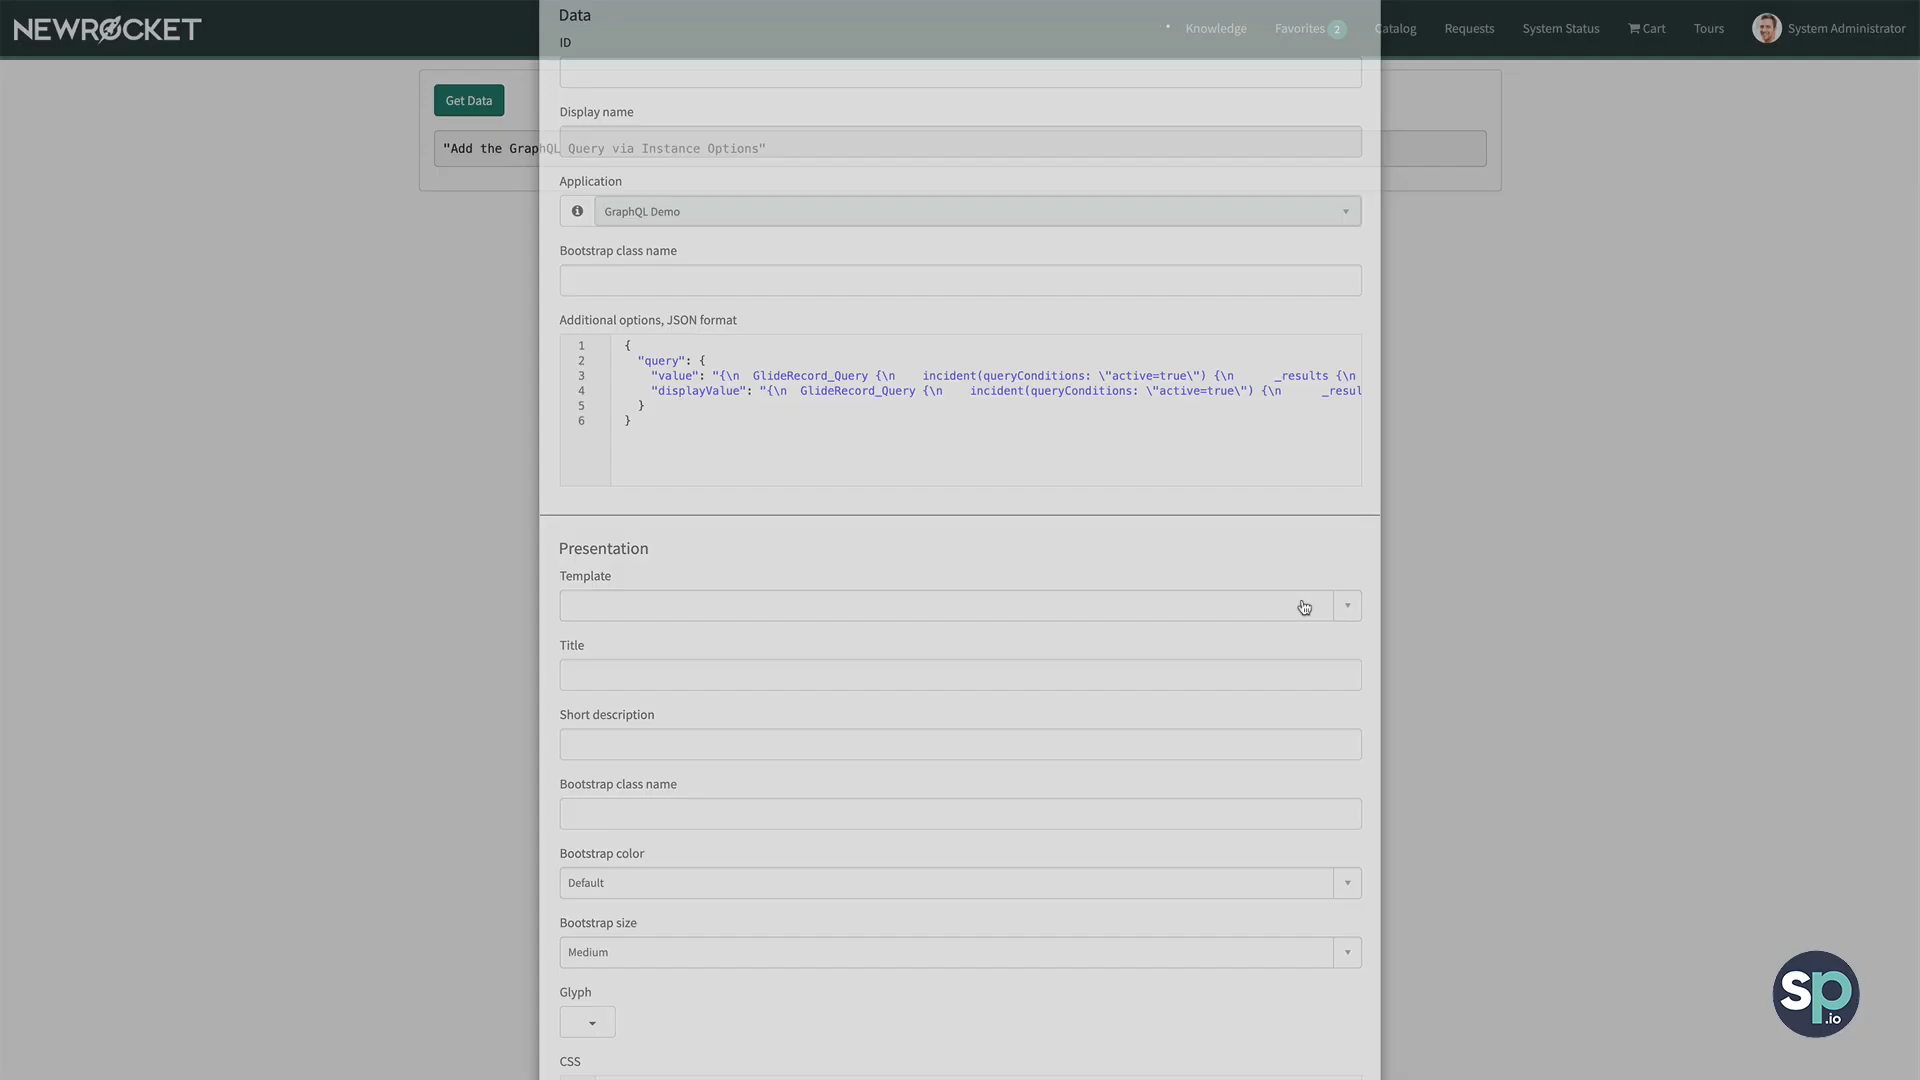 NEWROCKET
Knowledge
Favorites 2
Catalog
Requests
System Status
Cart
Tours
System Administrator
Get Data
"Add the GraphQL Query via Instance Options"
Data
ID
Display name
Application
GraphQL Demo
Bootstrap class name
Additional options, JSON format
1 {
2 "query": {
3 "value": "{\n  GlideRecord_Query {\n    incident(queryConditions: \"active=true\") {\n      _results {\n
4 "displayValue": "{\n  GlideRecord_Query {\n    incident(queryConditions: \"active=true\") {\n      _resul
5 }
6 }
Presentation
Template
Title
Short description
Bootstrap class name
Bootstrap color
Default
Bootstrap size
Medium
Glyph
CSS
sp
.io